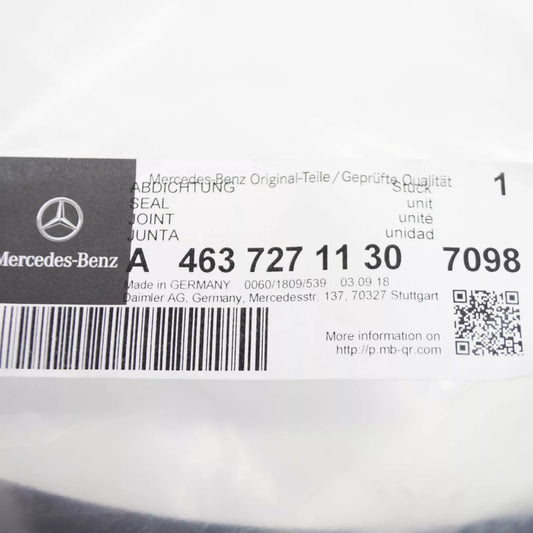 Mercedes-Benz Original-Teile/Geprüfte Qualität
ABDICHTUNG Stück 1
SEAL unit
JOINT unité
JUNTA unidad
Mercedes-Benz
A 463 727 11 30 7098
Made in GERMANY 0060/1809/539 03.09.18
Daimler AG, Germany, Mercedesstr. 137, 70327 Stuttgart
More information on
http://p.mb-qr.com